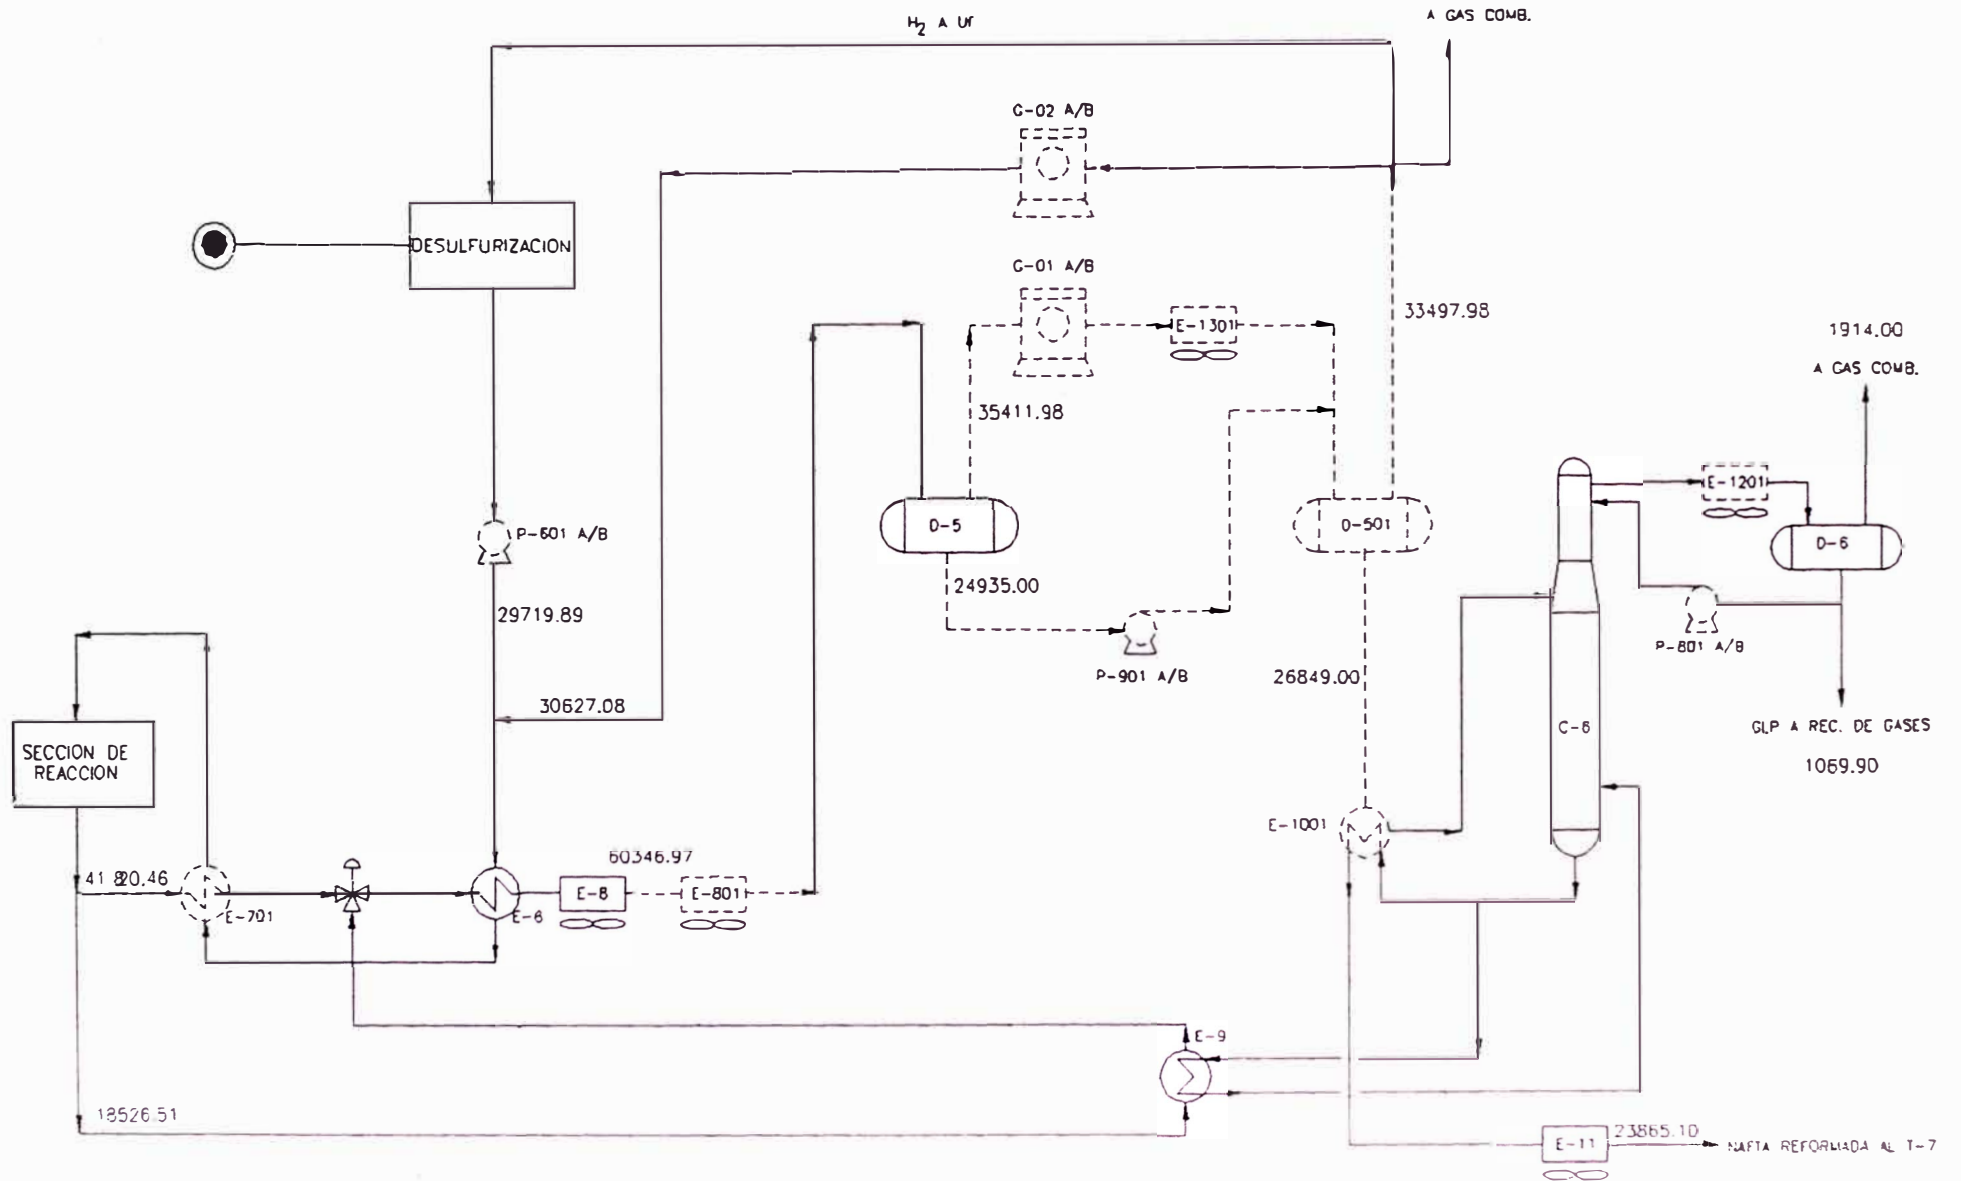 H2 A Uf
A GAS COMB.
G-02 A/B
DESULFURIZACION
G-01 A/B
E-1301
33497.98
1914.00
A GAS COMB.
35411.98
E-1201
D-5
D-501
D-6
P-601 A/B
24935.00
29719.89
P-801 A/B
P-901 A/B
26849.00
30627.08
C-6
GLP A REC. DE GASES
1069.90
SECCION DE
REACCION
E-1001
60346.97
41820.46
E-8
E-801
E-701
E-6
E-9
18526.51
23865.10
E-11
NAFTA REFORMADA AL T-7